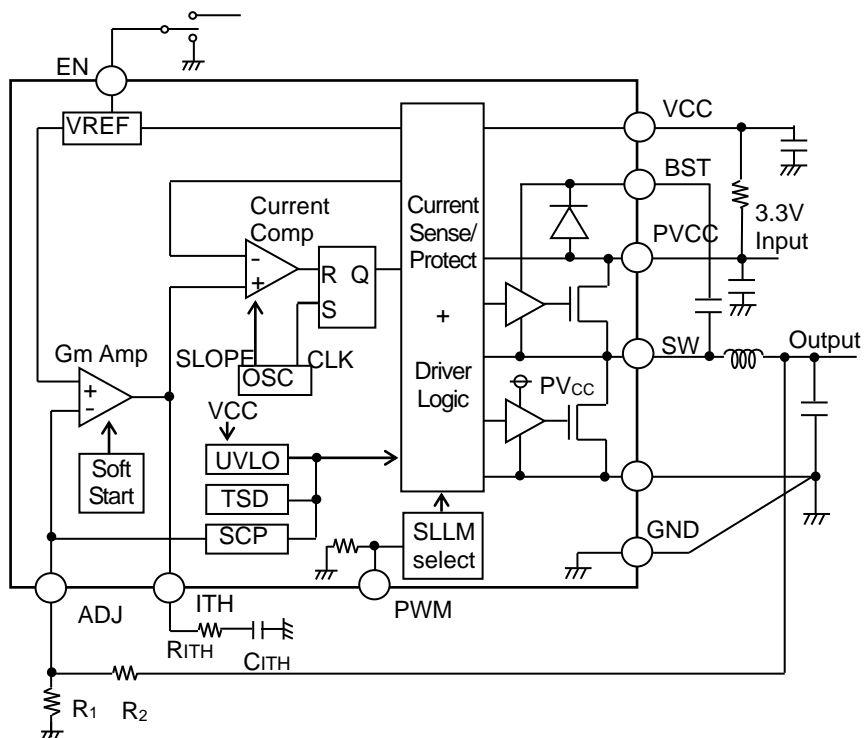 EN
VREF
VCC
BST
Current
Comp
Current
Sense/
Protect
+
Driver
Logic
3.3V
Input
PVCC
-
+
R Q
S
Gm Amp
SLOPE
CLK
OSC
SW
Output
+
-
PVCC
VCC
Soft
Start
UVLO
TSD
SCP
SLLM
select
GND
ADJ
ITH
PWM
RITH
CITH
R1
R2